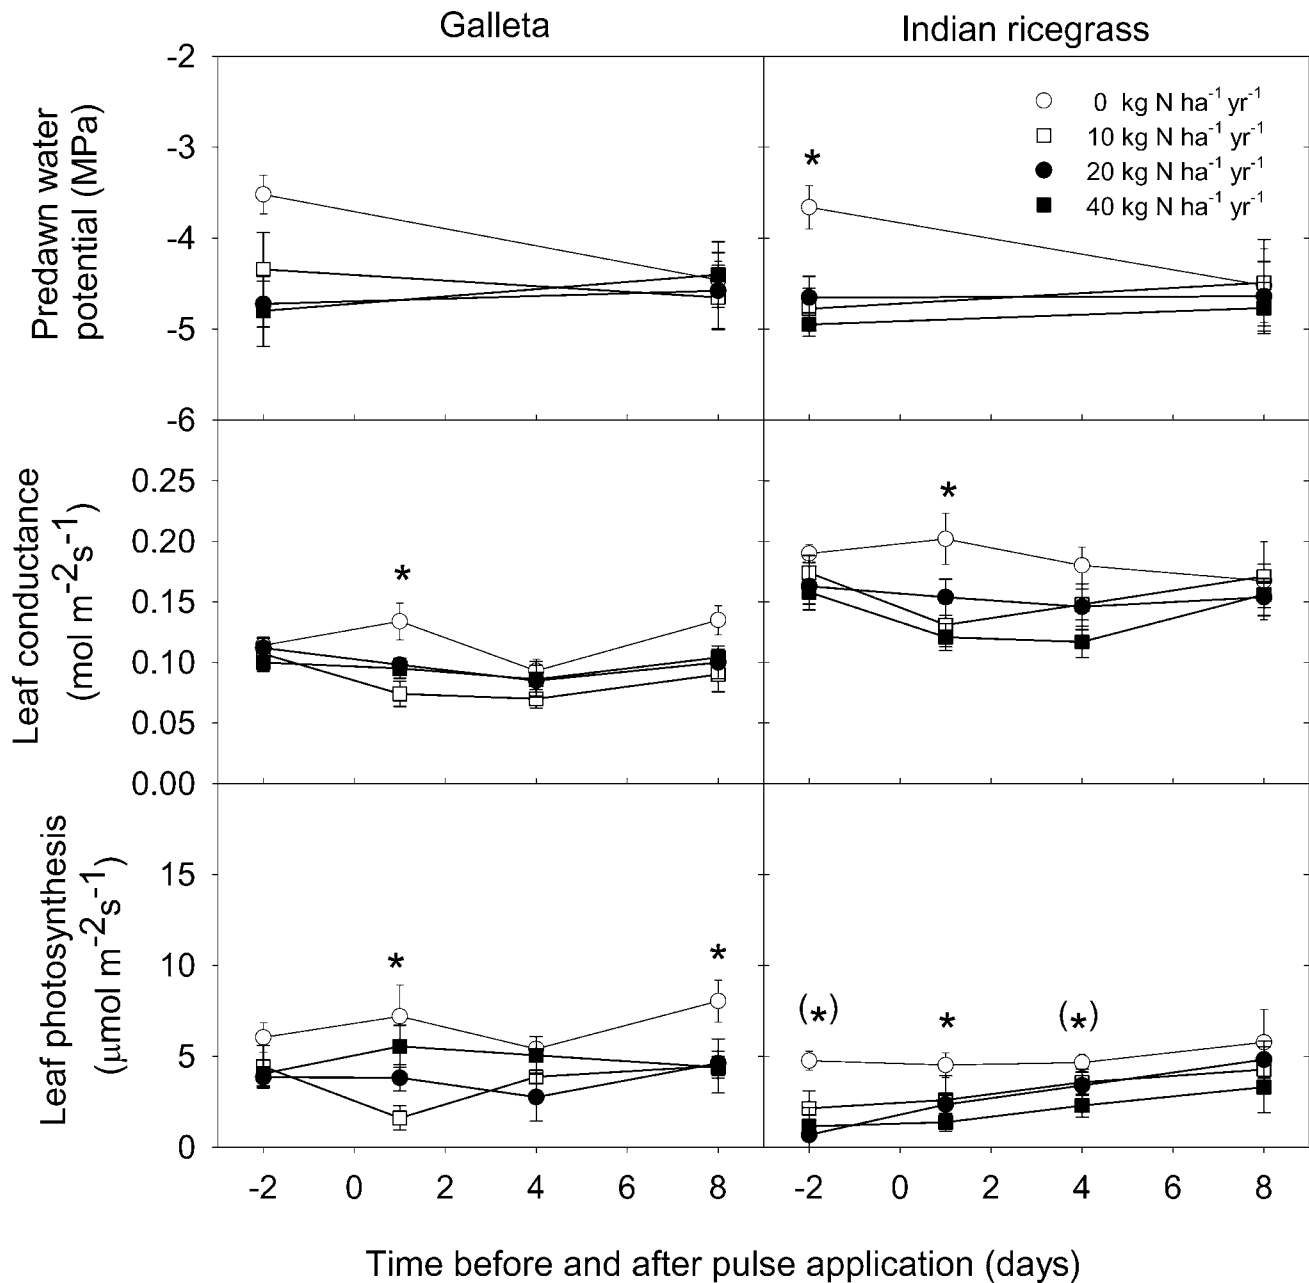 Galleta
Indian ricegrass
Predawn water
potential (MPa)
-2
-3
-4
-5
-6
*
0 kg N ha-1 yr-1
10 kg N ha-1 yr-1
20 kg N ha-1 yr-1
40 kg N ha-1 yr-1
Leaf conductance
(mol m-2s-1)
0.25
0.20
0.15
0.10
0.05
0.00
*
*
Leaf photosynthesis
(µmol m-2s-1)
15
10
5
0
*
*
(*)
*
(*)
-2 0 2 4 6 8
-2 0 2 4 6 8
Time before and after pulse application (days)